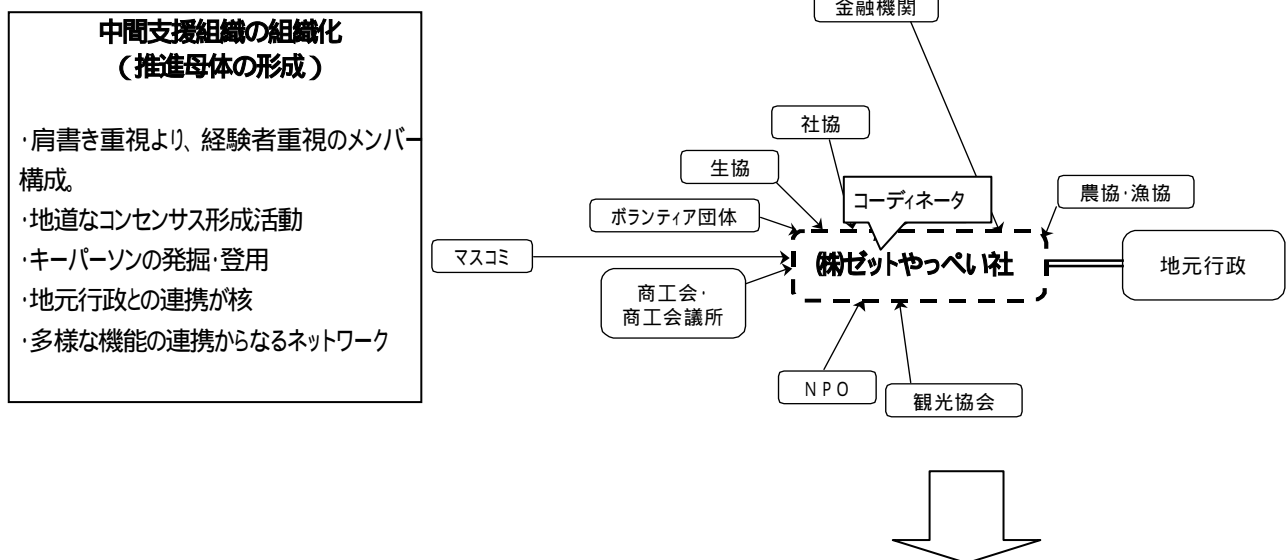 中間支援組織の組織化
(推進母体の形成)
・肩書き重視より、経験者重視のメンバー
構成。
・地道なコンセンサス形成活動
・キーパーソンの発掘・登用
・地元行政との連携が核
・多様な機能の連携からなるネットワーク
金融機関
社協
生協
コーディネータ
農協・漁協
ボランティア団体
マスコミ
㈱ゼットやっぺい社
地元行政
商工会・
商工会議所
NPO
観光協会